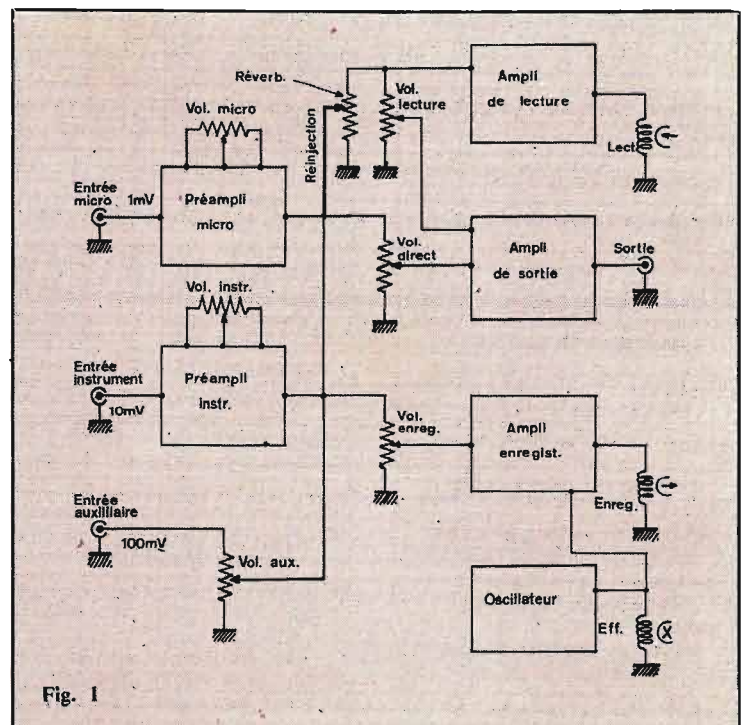 Réverb.
Vol. micro
Vol.
lecture
Ampli
de lecture
Lect.
Réinjection
Entrée
micro
1mV
Préampli
micro
Vol.
direct
Ampli
de sortie
Sortie
Vol. instr.
Entrée
instrument
10mV
Préampli
instr.
Vol.
enreg.
Ampli
enregist.
Enreg.
Entrée
auxilliaire
100mV
Vol. aux.
Oscillateur
Eff.
X
Fig. 1